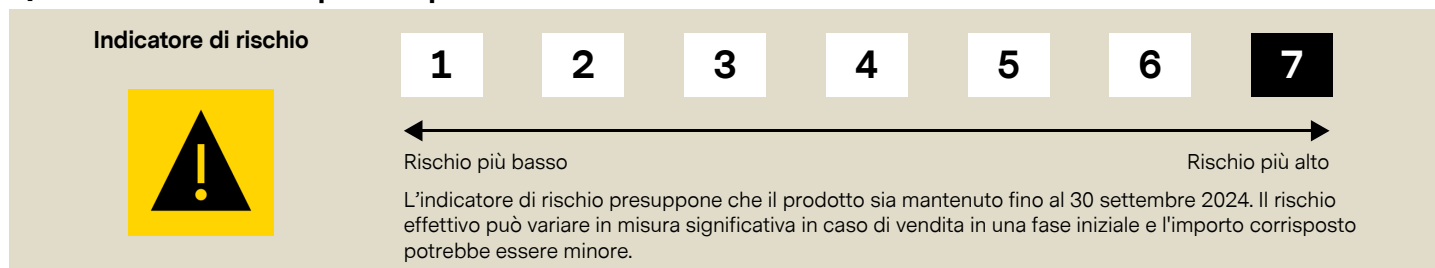 Indicatore di rischio
1 2 3 4 5 6 7
Rischio più basso Rischio più alto
L'indicatore di rischio presuppone che il prodotto sia mantenuto fino al 30 settembre 2024. Il rischio
effettivo può variare in misura significativa in caso di vendita in una fase iniziale e l'importo corrisposto
potrebbe essere minore.